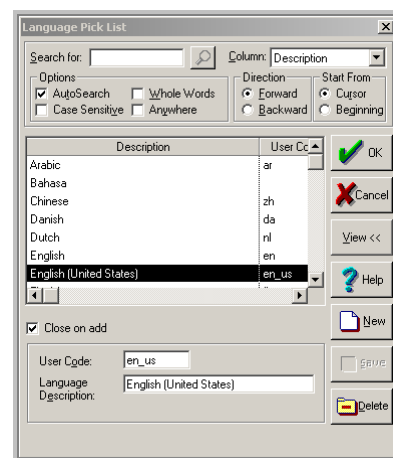 Language Pick List
Search for:
Column: Description
Options
AutoSearch Whole Words
Case Sensitive Anywhere
Direction
Forward
Backward
Start From
Cursor
Beginning
Description User Cc
Arabic ar
Bahasa
Chinese zh
Danish da
Dutch nl
English en
English (United States) en_us
Close on add
User Code: en_us
Language Description: English (United States)
OK
Cancel
View <<
Help
New
Save
Delete